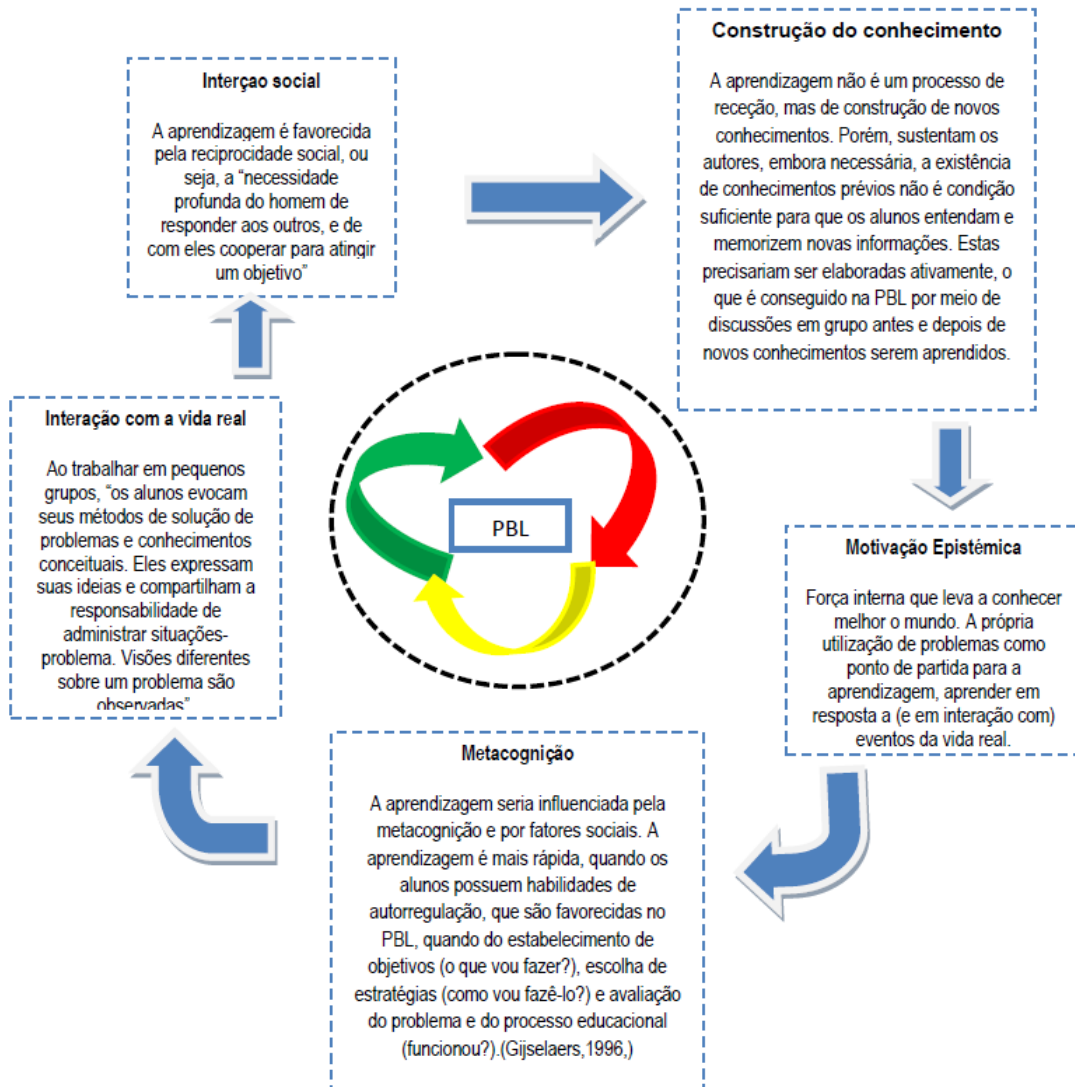 Construção do conhecimento
A aprendizagem não é um processo de
receção, mas de construção de novos
conhecimentos. Porém, sustentam os
autores, embora necessária, a existência
de conhecimentos prévios não é condição
suficiente para que os alunos entendam e
memorizem novas informações. Estas
precisariam ser elaboradas ativamente, o
que é conseguido na PBL por meio de
discussões em grupo antes e depois de
novos conhecimentos serem aprendidos.
Interçao social
A aprendizagem é favorecida
pela reciprocidade social, ou
seja, a “necessidade
profunda do homem de
responder aos outros, e de
com eles cooperar para atingir
um objetivo”
Interação com a vida real
Ao trabalhar em pequenos
grupos, “os alunos evocam
seus métodos de solução de
problemas e conhecimentos
conceituais. Eles expressam
suas ideias e compartilham a
responsabilidade de
administrar situações-
problema. Visões diferentes
sobre um problema são
observadas”
PBL
Motivação Epistémica
Força interna que leva a conhecer
melhor o mundo. A própria
utilização de problemas como
ponto de partida para a
aprendizagem, aprender em
resposta a (e em interação com)
eventos da vida real.
Metacognição
A aprendizagem seria influenciada pela
metacognição e por fatores sociais. A
aprendizagem é mais rápida, quando os
alunos possuem habilidades de
autorregulação, que são favorecidas no
PBL, quando do estabelecimento de
objetivos (o que vou fazer?), escolha de
estratégias (como vou fazê-lo?) e avaliação
do problema e do processo educacional
(funcionou?).(Gijselaers,1996,)